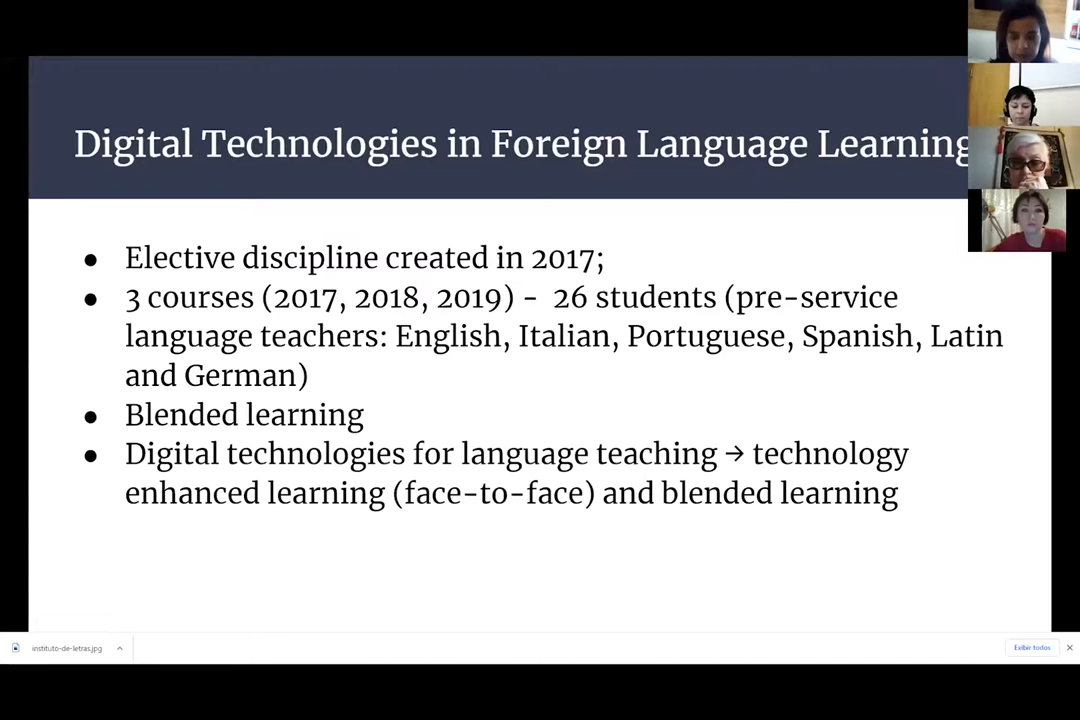 Digital Technologies in Foreign Language Learning
● Elective discipline created in 2017;
● 3 courses (2017, 2018, 2019) - 26 students (pre-service
language teachers: English, Italian, Portuguese, Spanish, Latin
and German)
● Blended learning
● Digital technologies for language teaching → technology
enhanced learning (face-to-face) and blended learning
instituto-de-letras.jpg
Exibir todos